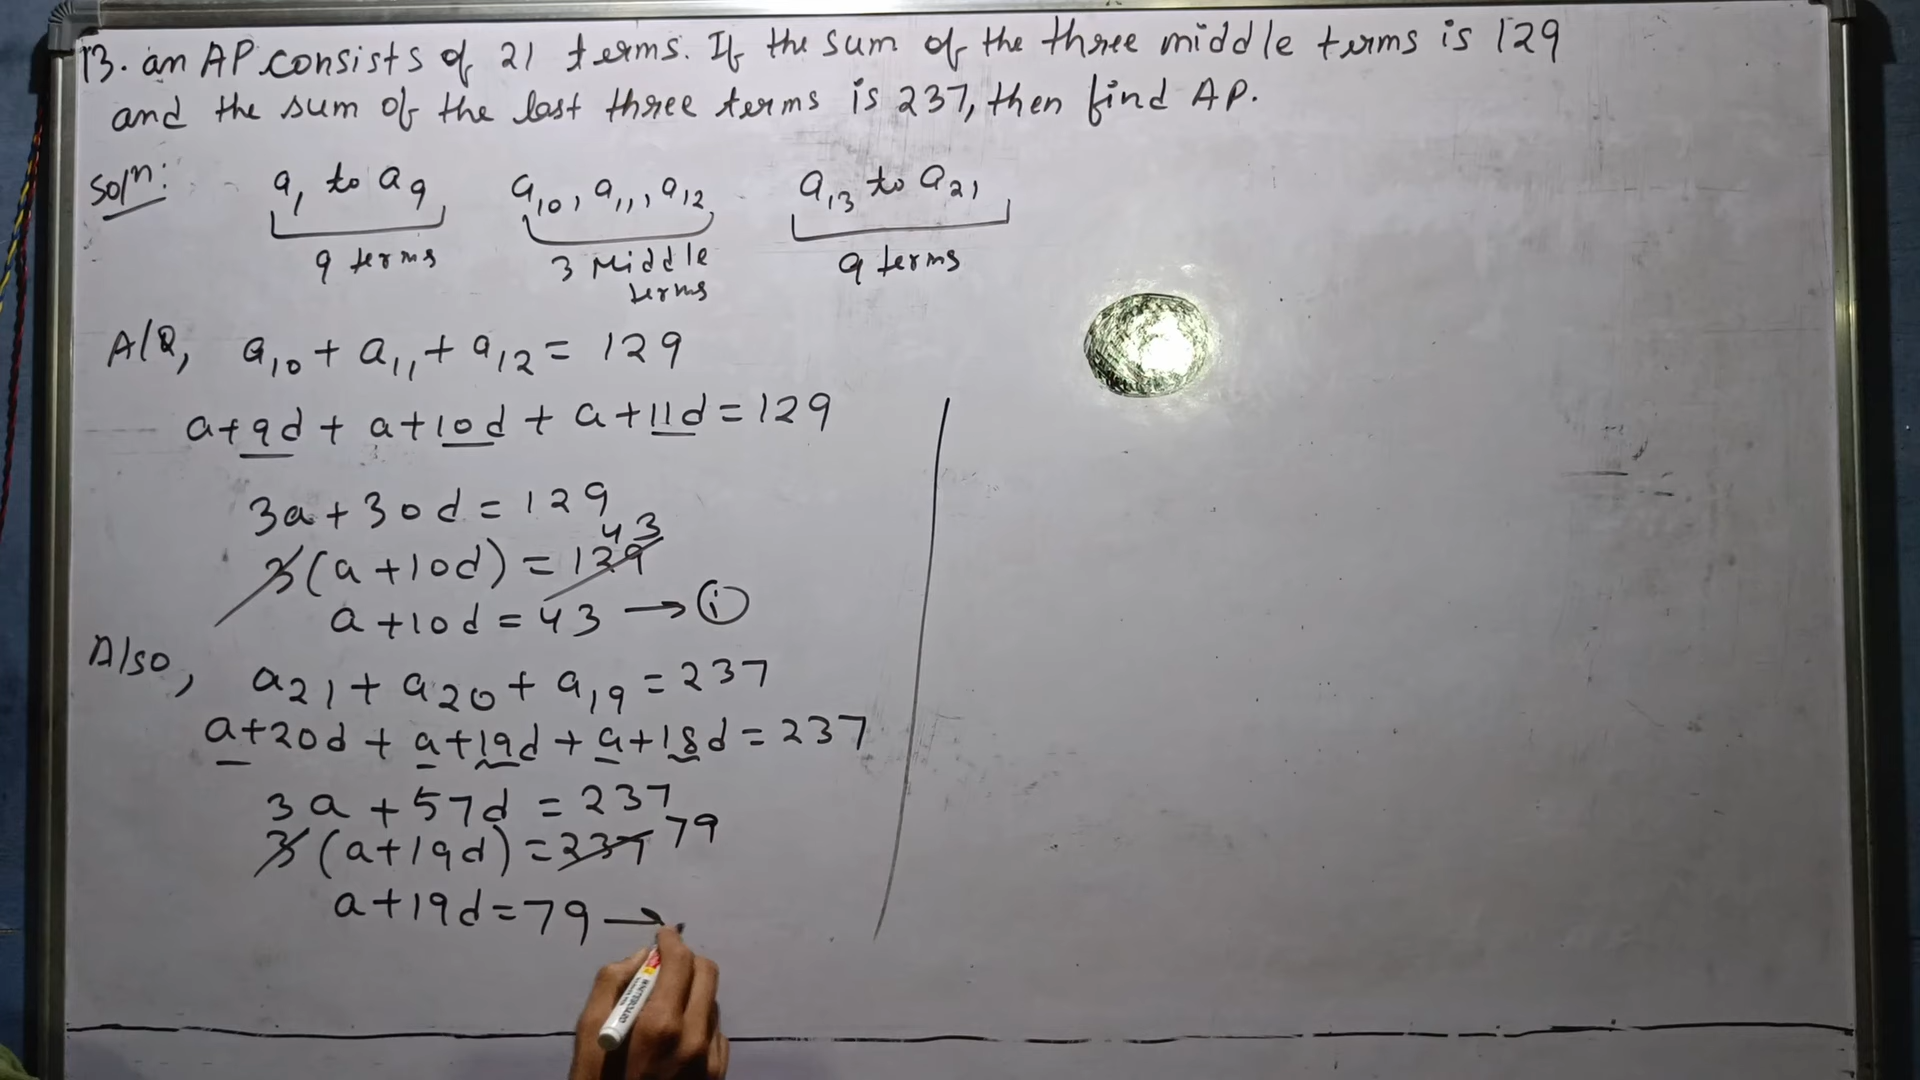 13. an AP consists of 21 terms. If the sum of the three middle terms is 129
and the sum of the last three terms is 237, then find AP.
Solⁿ: a₁ to a₉ a₁₀, a₁₁, a₁₂ a₁₃ to a₂₁
9 terms 3 Middle terms 9 terms
A/Q, a₁₀ + a₁₁ + a₁₂ = 129
a+9d + a+10d + a+11d = 129
3a + 30d = 129
43
3(a+10d) = 129
a+10d = 43 → (i)
Also,
a₂₁ + a₂₀ + a₁₉ = 237
a+20d + a+19d + a+18d = 237
3a + 57d = 237
3(a+19d) = 237 79
a+19d = 79 →